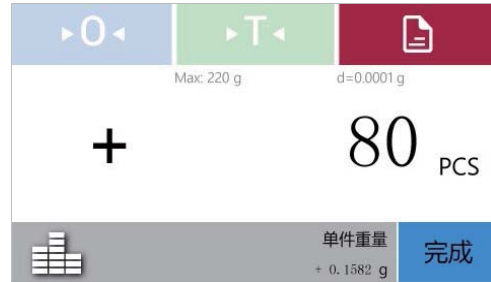 ▸0◂ ▸T◂
Max: 220 g d=0.0001 g
+ 80 PCS
单件重量
+ 0.1582 g
完成